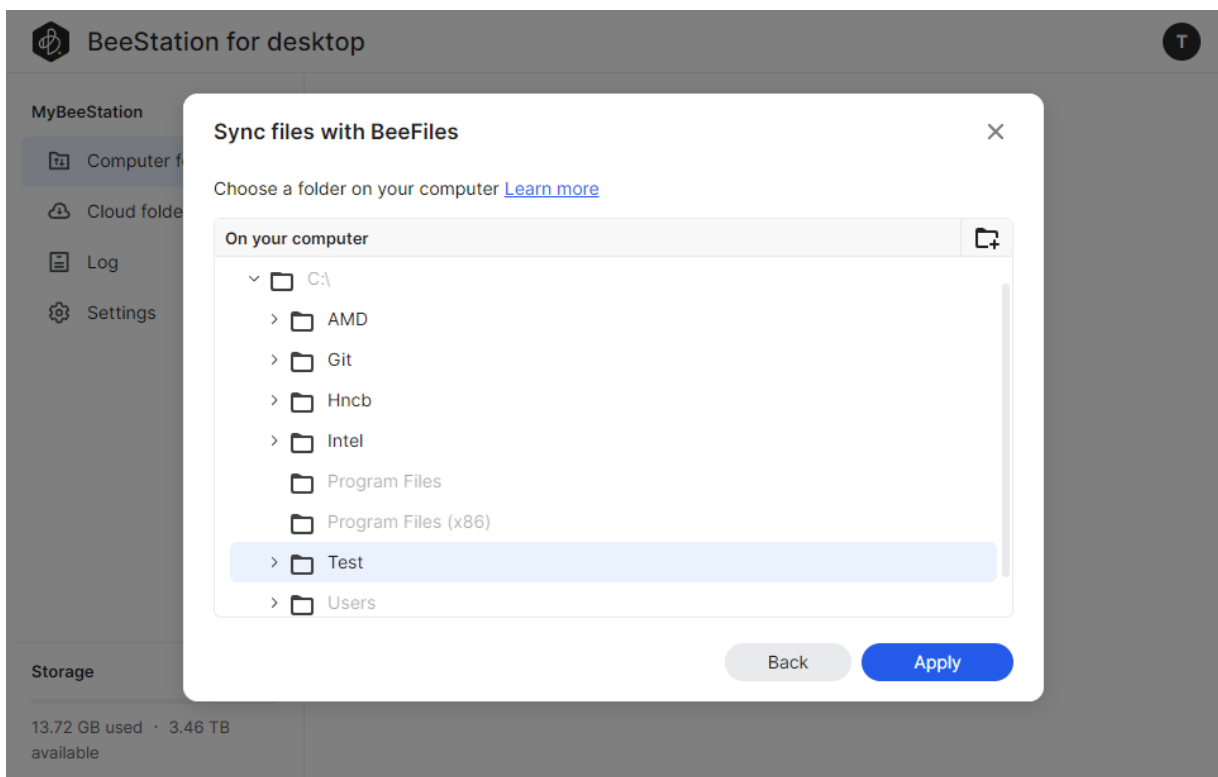 BeeStation for desktop
T
MyBeeStation
Computer f
Cloud folde
Log
Settings
Sync files with BeeFiles
Choose a folder on your computer Learn more
On your computer
C:\
AMD
Git
Hncb
Intel
Program Files
Program Files (x86)
Test
Users
Back
Apply
Storage
13.72 GB used · 3.46 TB
available